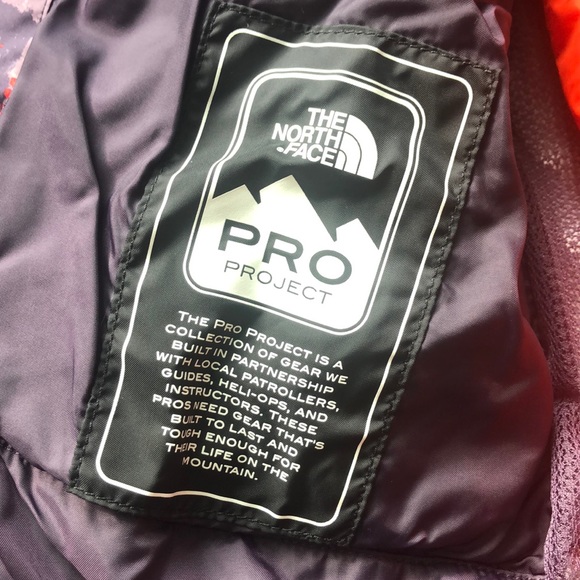 THE
NORTH
FACE
PRO
PROJECT
THE PRO PROJECT IS A
COLLECTION OF GEAR WE
BUILT IN PARTNERSHIP
WITH LOCAL PATROLLERS,
GUIDES, HELI-OPS, AND
INSTRUCTORS. THESE
PROS NEED GEAR THAT'S
BUILT TO LAST AND
TOUGH ENOUGH FOR
THEIR LIFE ON THE
MOUNTAIN.